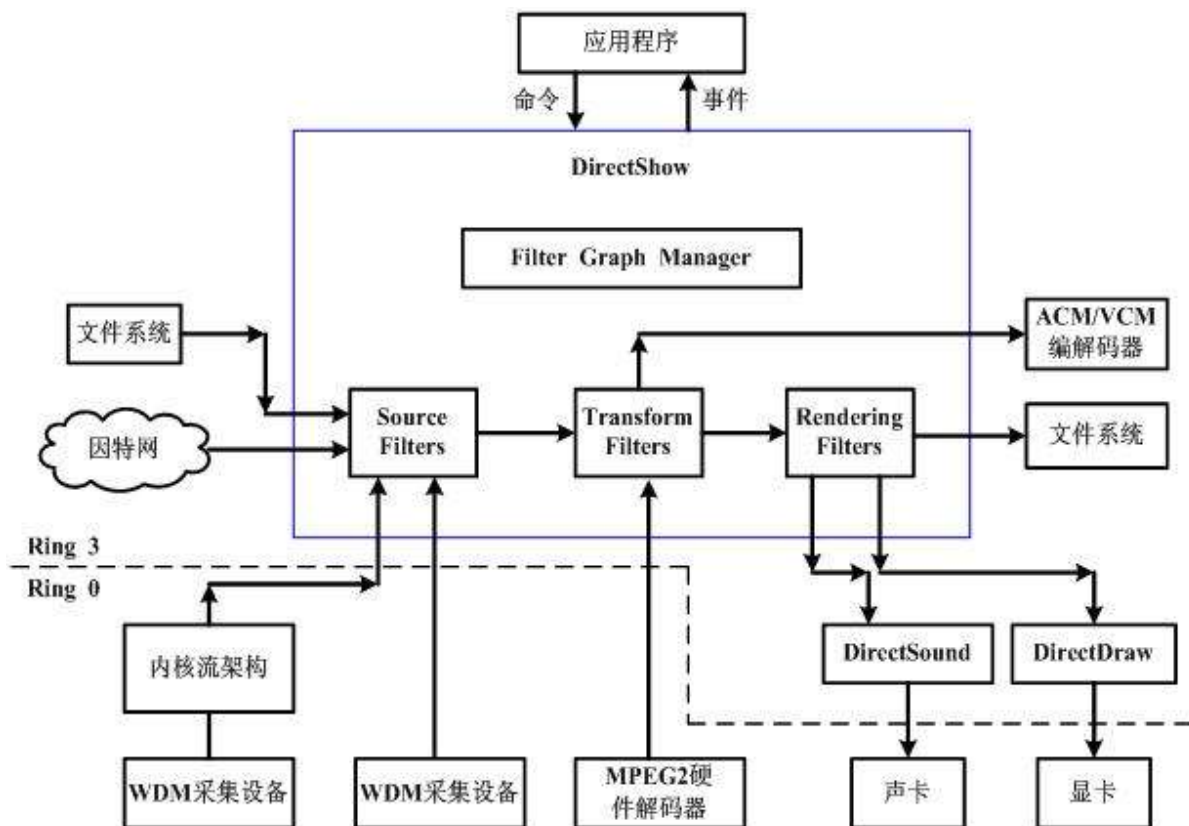 应用程序
命令
事件
DirectShow
Filter Graph Manager
文件系统
ACM/VCM
编解码器
因特网
Source
Filters
Transform
Filters
Rendering
Filters
文件系统
Ring 3
Ring 0
内核流架构
DirectSound
DirectDraw
WDM采集设备
WDM采集设备
MPEG2硬
件解码器
声卡
显卡